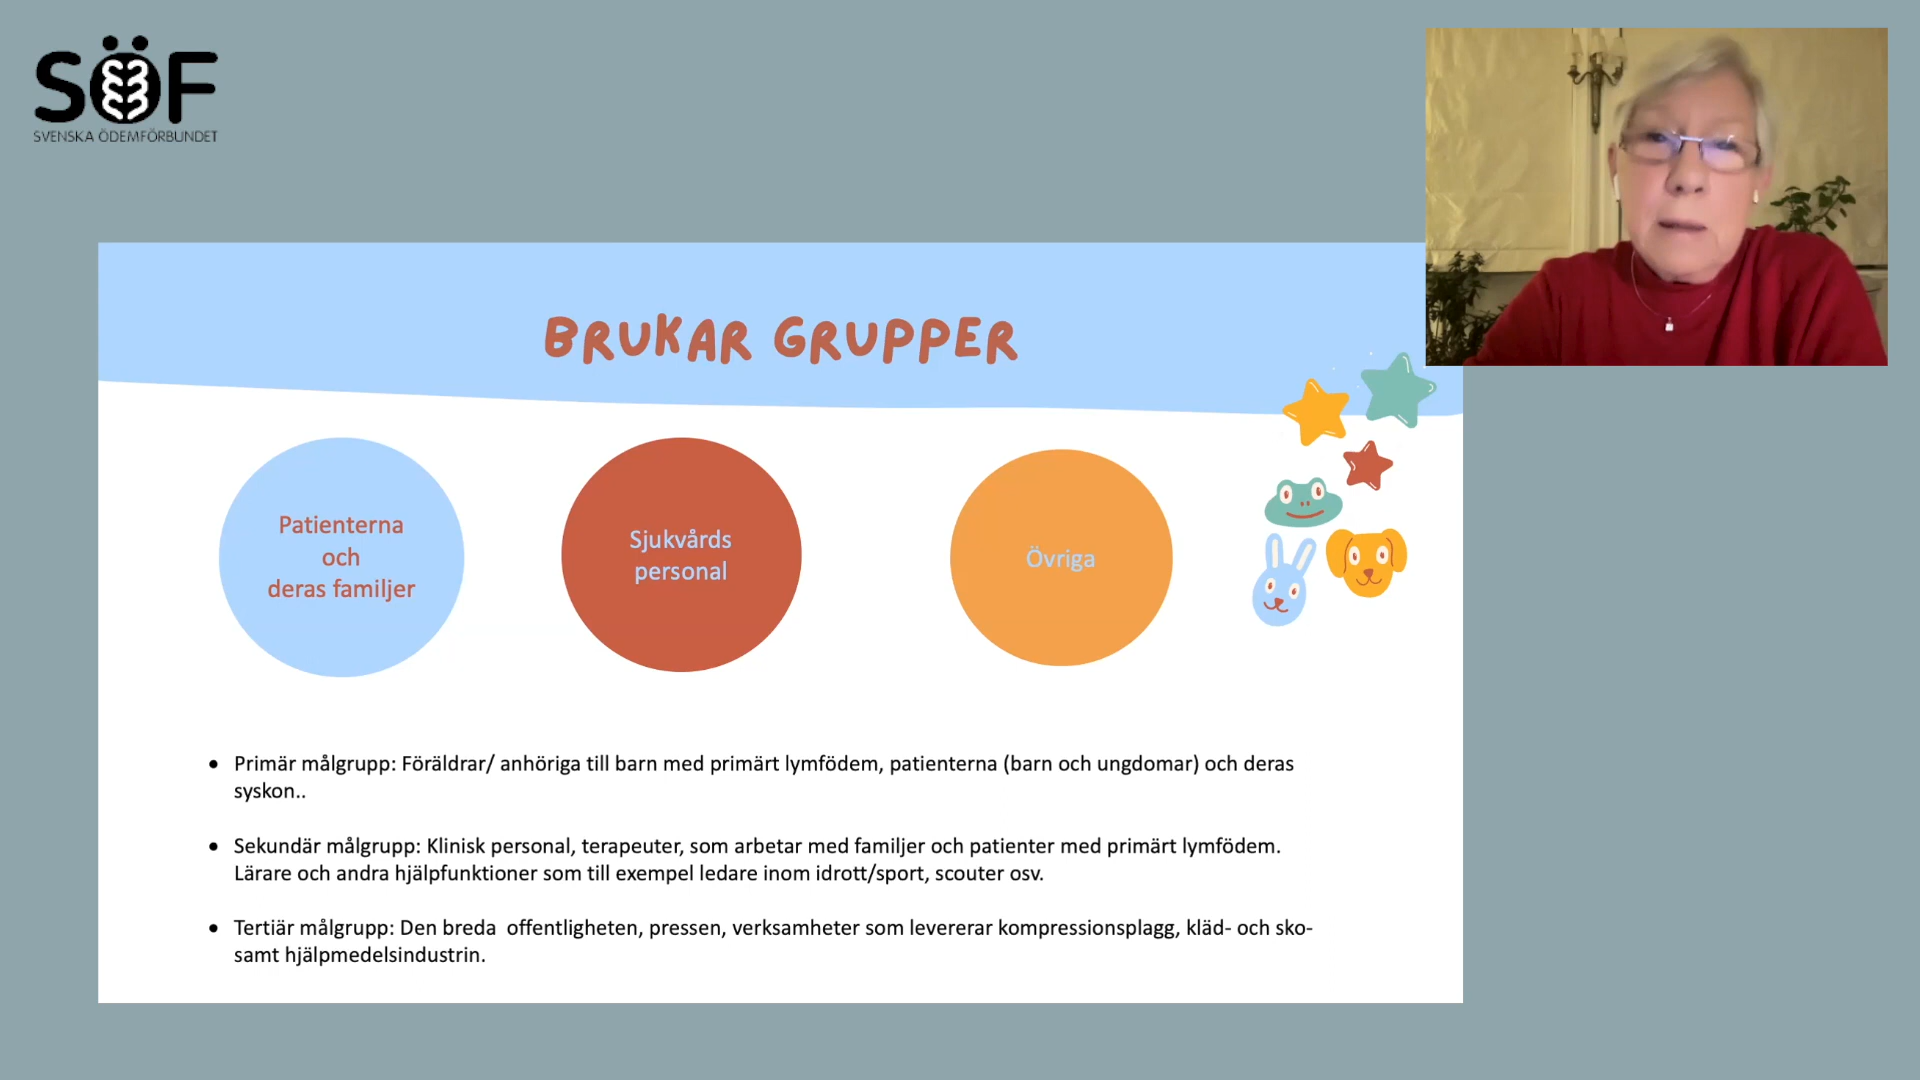 SÖF
SVENSKA ÖDEMFÖRBUNDET
BRUKAR GRUPPER
Patienterna
och
deras familjer
Sjukvårds
personal
Övriga
• Primär målgrupp: Föräldrar/ anhöriga till barn med primärt lymfödem, patienterna (barn och ungdomar) och deras
syskon..
• Sekundär målgrupp: Klinisk personal, terapeuter, som arbetar med familjer och patienter med primärt lymfödem.
Lärare och andra hjälpfunktioner som till exempel ledare inom idrott/sport, scouter osv.
• Tertiär målgrupp: Den breda  offentligheten, pressen, verksamheter som levererar kompressionsplagg, kläd- och sko-
samt hjälpmedelsindustrin.